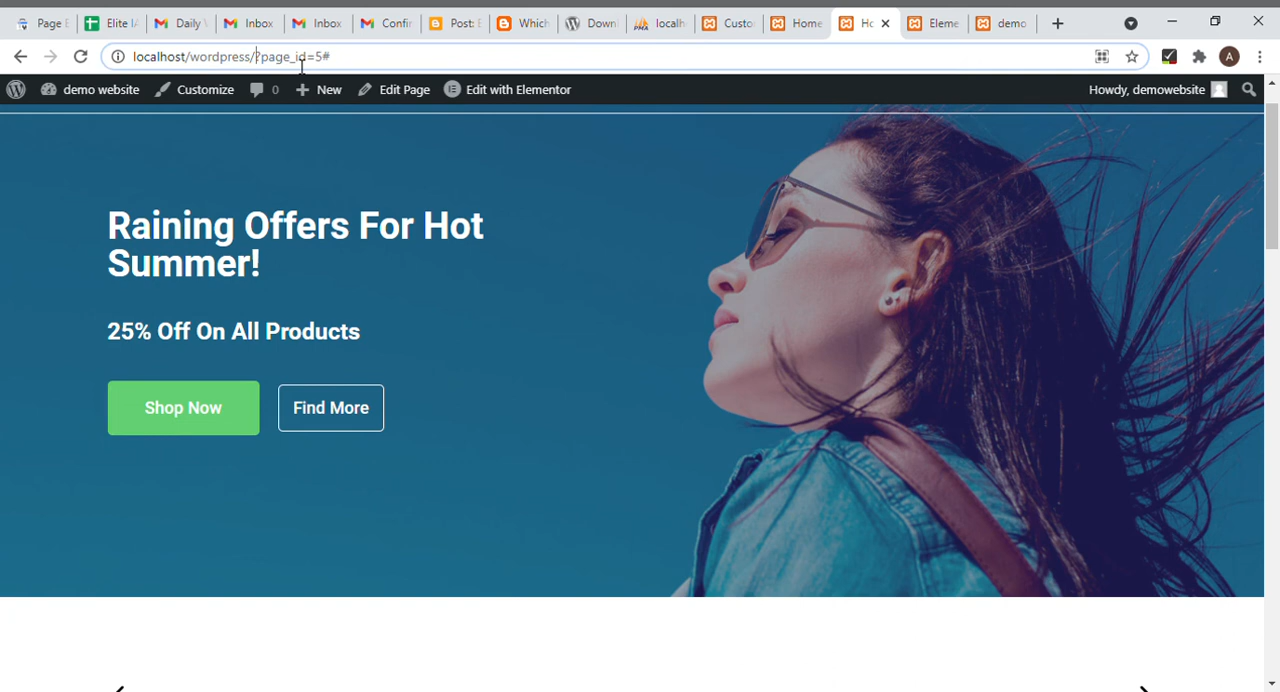 Page E Elite I Daily Inbox Inbox Confir Post: E Which Down localh Custo Home Ho Eleme demo
localhost/wordpress/?page_id=5#
demo website Customize 0 New Edit Page Edit with Elementor Howdy, demowebsite A
Raining Offers For Hot
Summer!
25% Off On All Products
Shop Now Find More